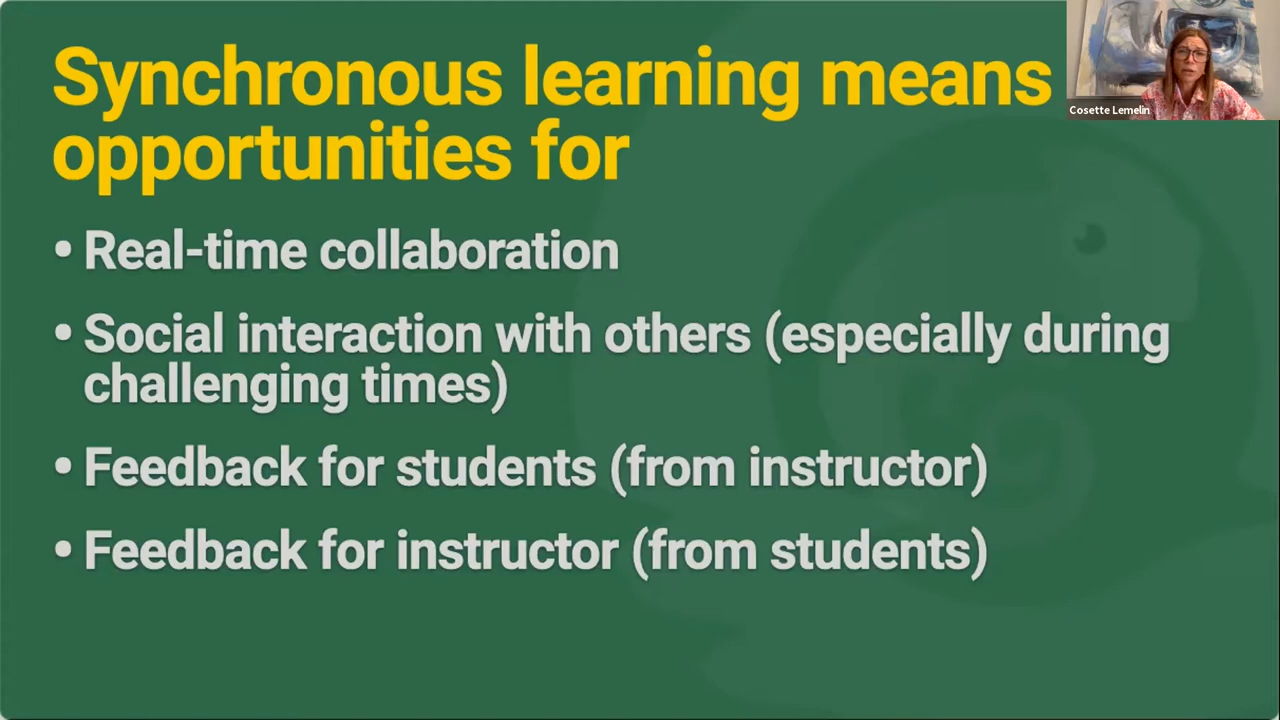 Synchronous learning means
opportunities for
Cosette Lemelin
• Real-time collaboration
• Social interaction with others (especially during
challenging times)
• Feedback for students (from instructor)
• Feedback for instructor (from students)